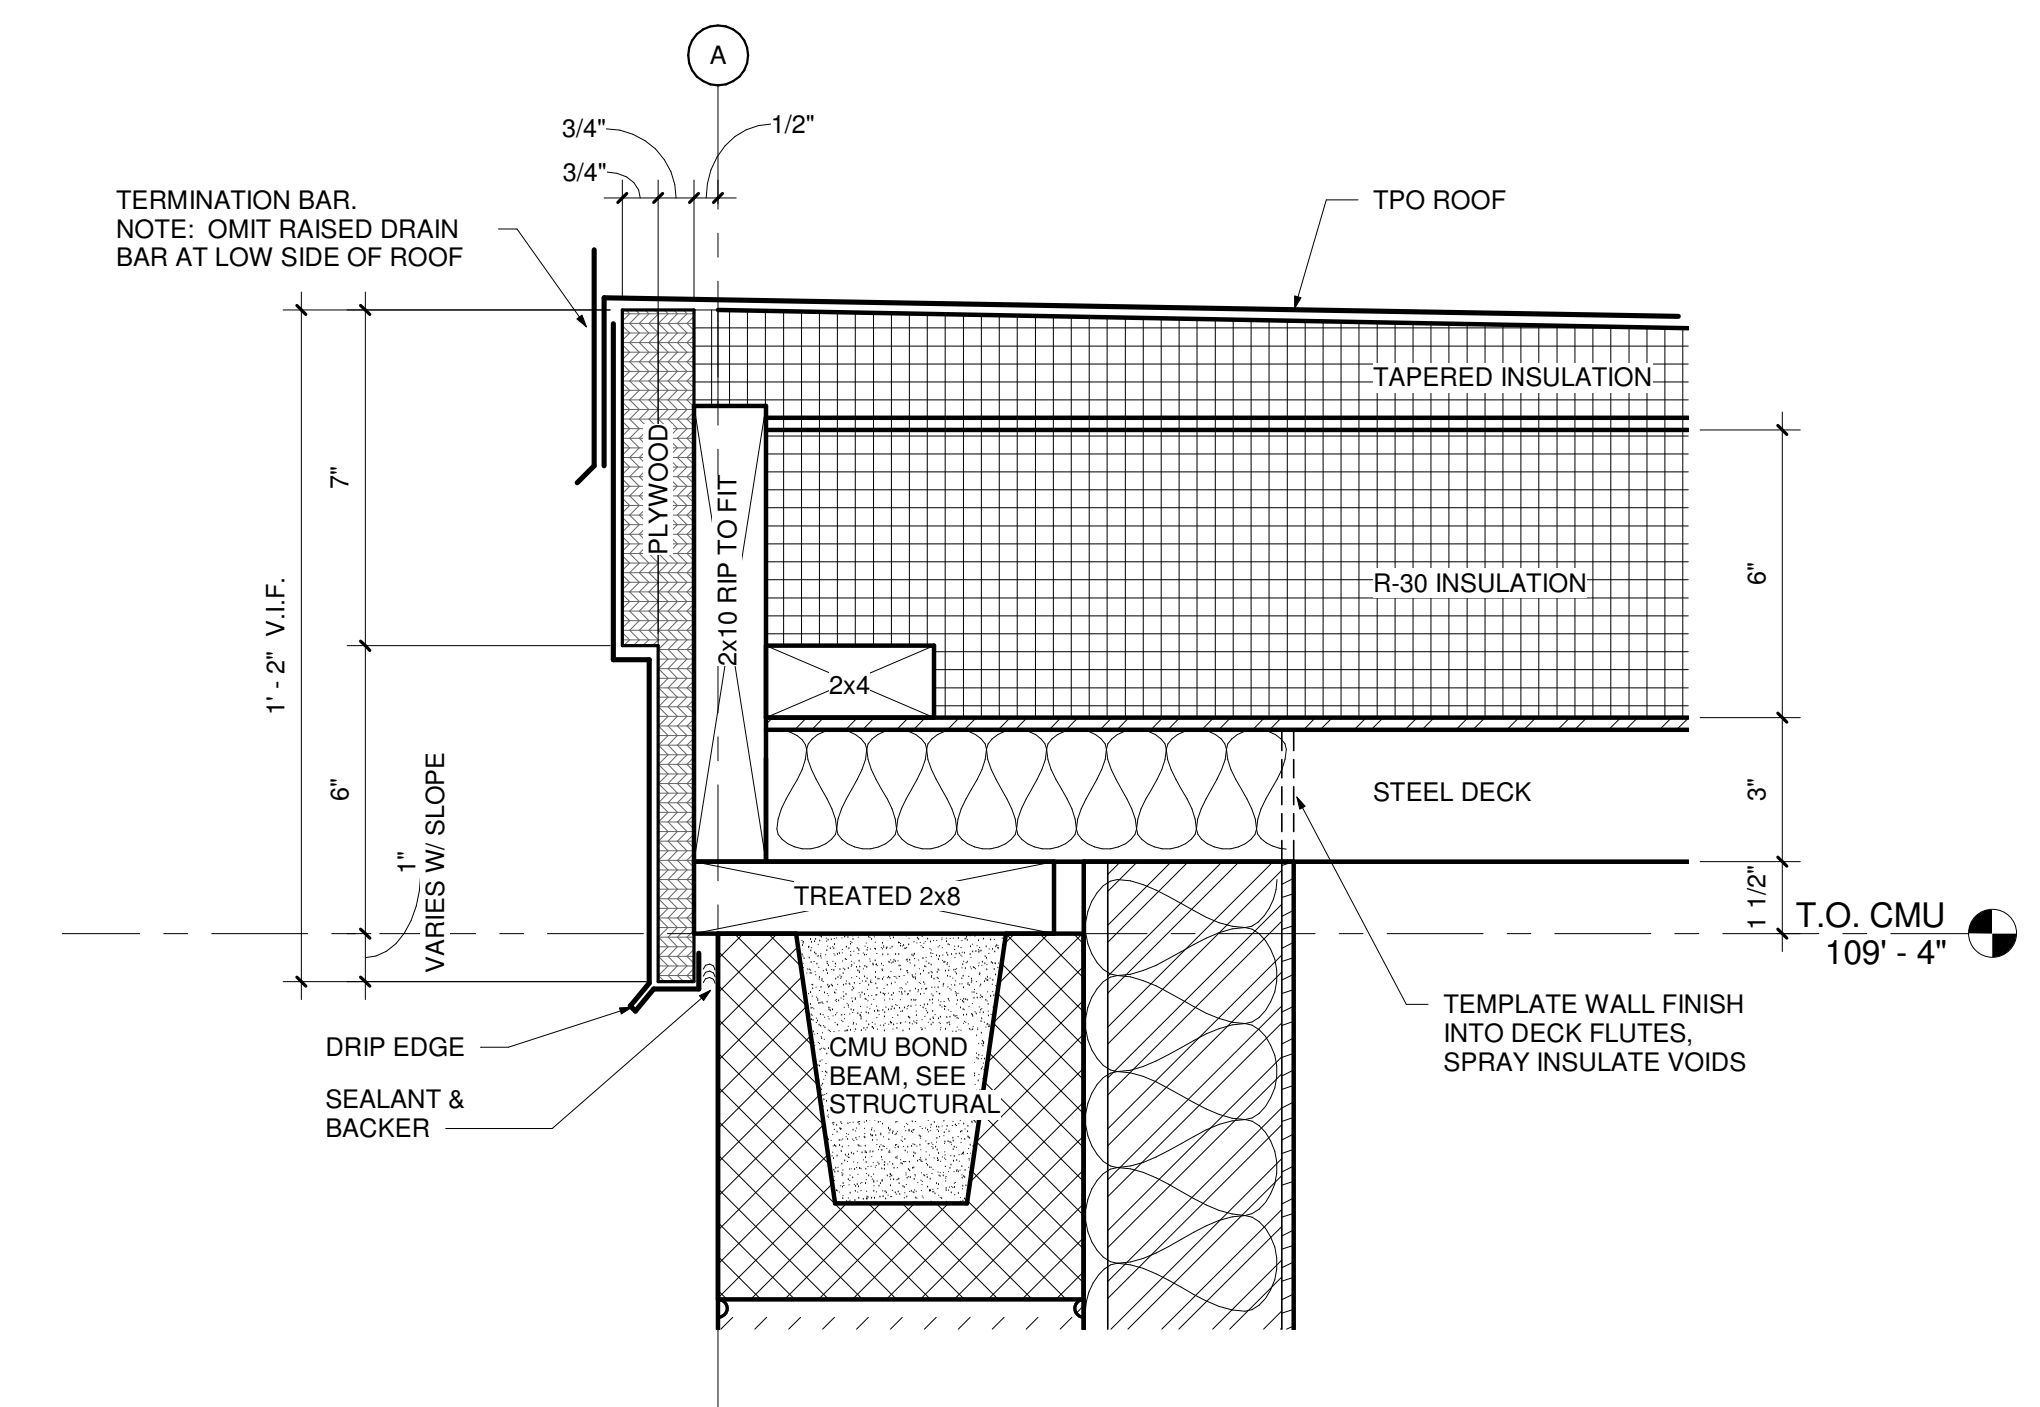 A
3/4"
1/2"
3/4"
TERMINATION BAR.
NOTE: OMIT RAISED DRAIN
BAR AT LOW SIDE OF ROOF
TPO ROOF
TAPERED INSULATION
7"
PLYWOOD
2x10 RIP TO FIT
R-30 INSULATION
6"
1' - 2" V.I.F.
2x4
6"
1"
VARIES W/ SLOPE
STEEL DECK
3"
TREATED 2x8
1 1/2"
T.O. CMU
109' - 4"
DRIP EDGE
SEALANT &
BACKER
CMU BOND
BEAM, SEE
STRUCTURAL
TEMPLATE WALL FINISH
INTO DECK FLUTES,
SPRAY INSULATE VOIDS